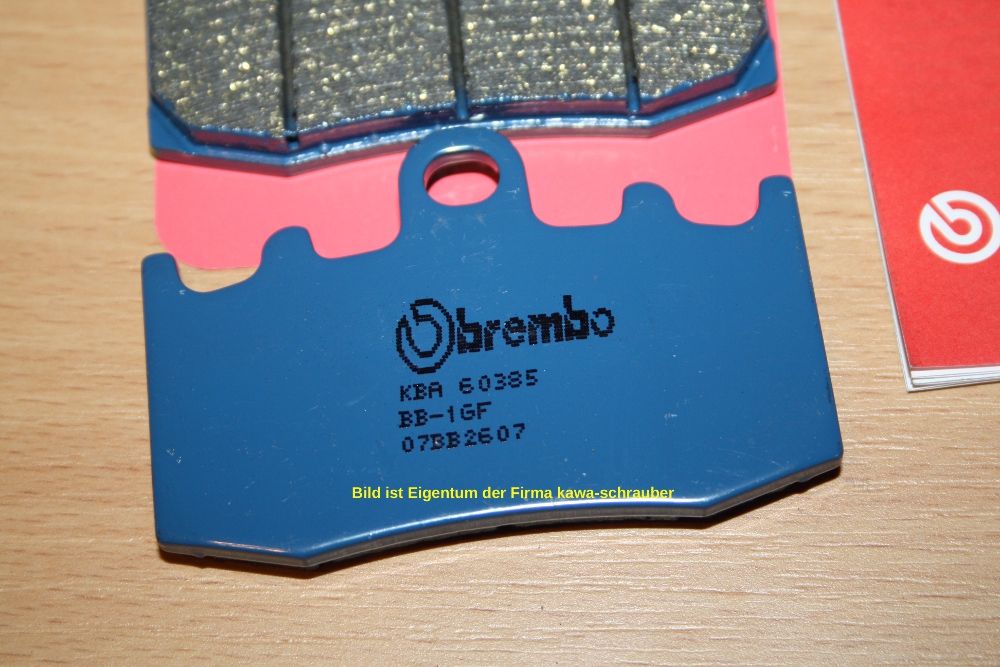 brembo
KBA 60385
BB-1GF
07BB2607
Bild ist Eigentum der Firma kawa-schrauber